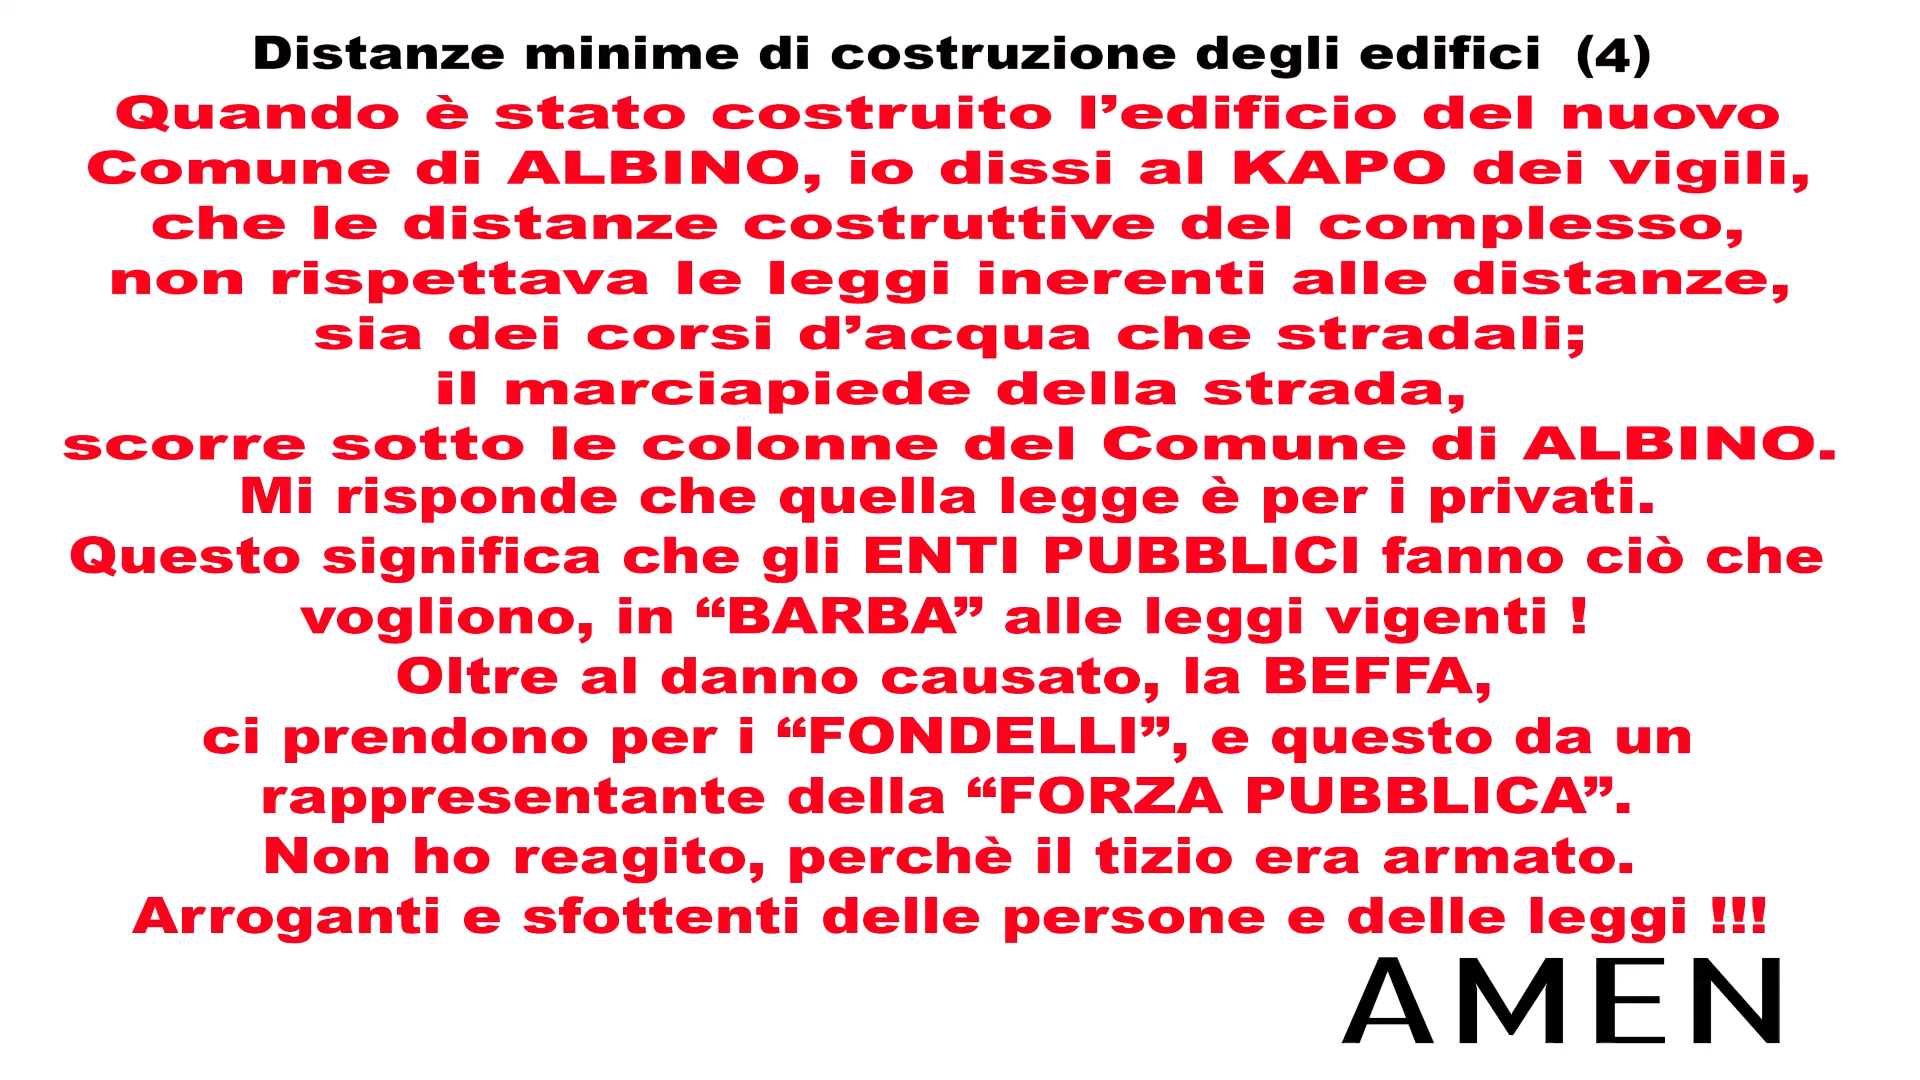 Distanze minime di costruzione degli edifici (4)
Quando è stato costruito l’edificio del nuovo
Comune di ALBINO, io dissi al KAPO dei vigili,
che le distanze costruttive del complesso,
non rispettava le leggi inerenti alle distanze,
sia dei corsi d’acqua che stradali;
il marciapiede della strada,
scorre sotto le colonne del Comune di ALBINO.
Mi risponde che quella legge è per i privati.
Questo significa che gli ENTI PUBBLICI fanno ciò che
vogliono, in “BARBA” alle leggi vigenti !
Oltre al danno causato, la BEFFA,
ci prendono per i “FONDELLI”, e questo da un
rappresentante della “FORZA PUBBLICA”.
Non ho reagito, perchè il tizio era armato.
Arroganti e sfottenti delle persone e delle leggi !!!
AMEN